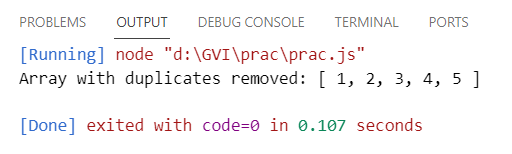 PROBLEMS OUTPUT DEBUG CONSOLE TERMINAL PORTS
[Running] node "d:\GVI\prac\prac.js"
Array with duplicates removed: [ 1, 2, 3, 4, 5 ]
[Done] exited with code=0 in 0.107 seconds